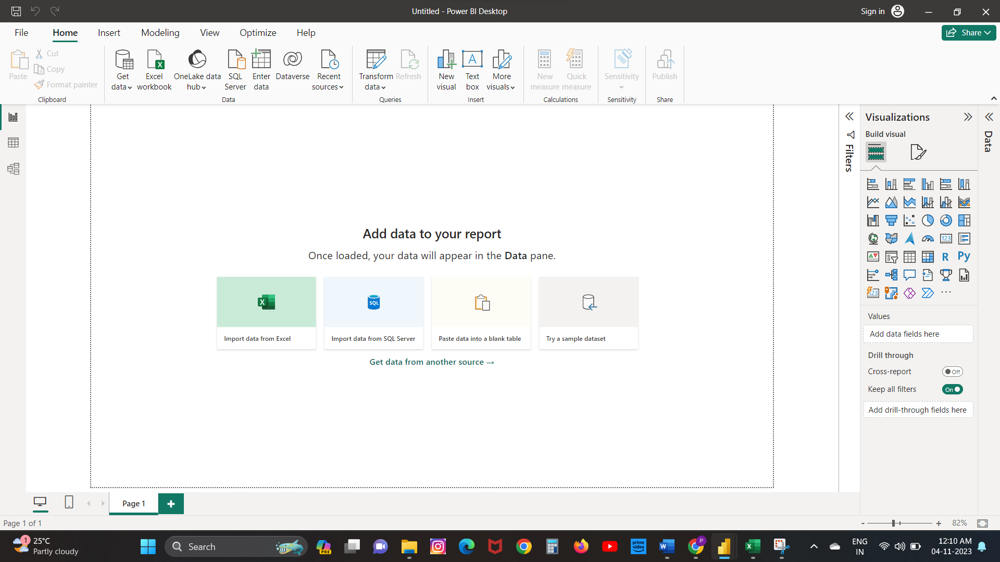 Untitled - Power BI Desktop
Sign in
File Home Insert Modeling View Optimize Help
Share
Paste
Cut
Copy
Format painter
Clipboard
Get data
Excel workbook
OneLake data hub
SQL Server
Enter data
Dataverse
Recent sources
Data
Transform data
Refresh
Queries
New visual
Text box
More visuals
Insert
New measure
Quick measure
Calculations
Sensitivity
Sensitivity
Publish
Share
Add data to your report
Once loaded, your data will appear in the Data pane.
SQL
Import data from Excel
Import data from SQL Server
Paste data into a blank table
Try a sample dataset
Get data from another source →
Filters
Visualizations
Build visual
123
R
Py
123
Values
Add data fields here
Drill through
Cross-report
Off
Keep all filters
On
Add drill-through fields here
Data
Page 1
+
Page 1 of 1
- + 82%
1
25°C
Partly cloudy
Search
PRE
prime video
W
P
X
ENG
IN
12:10 AM
04-11-2023